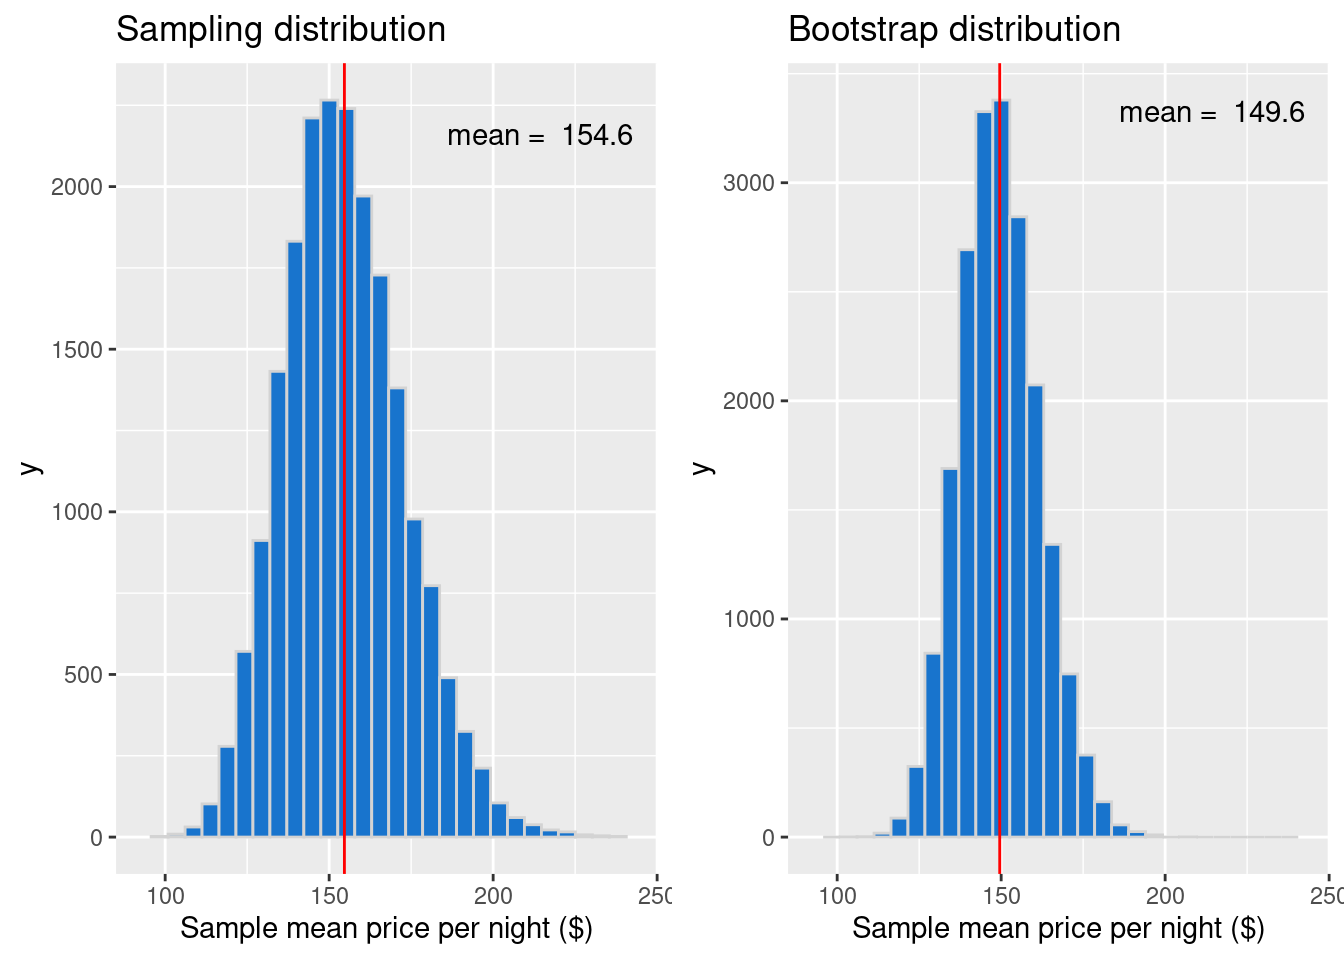 Sampling distribution
mean = 154.6
2000
1500
1000
500
0
y
100 150 200 250
Sample mean price per night ($)
Bootstrap distribution
mean = 149.6
3000
2000
1000
0
y
100 150 200 250
Sample mean price per night ($)